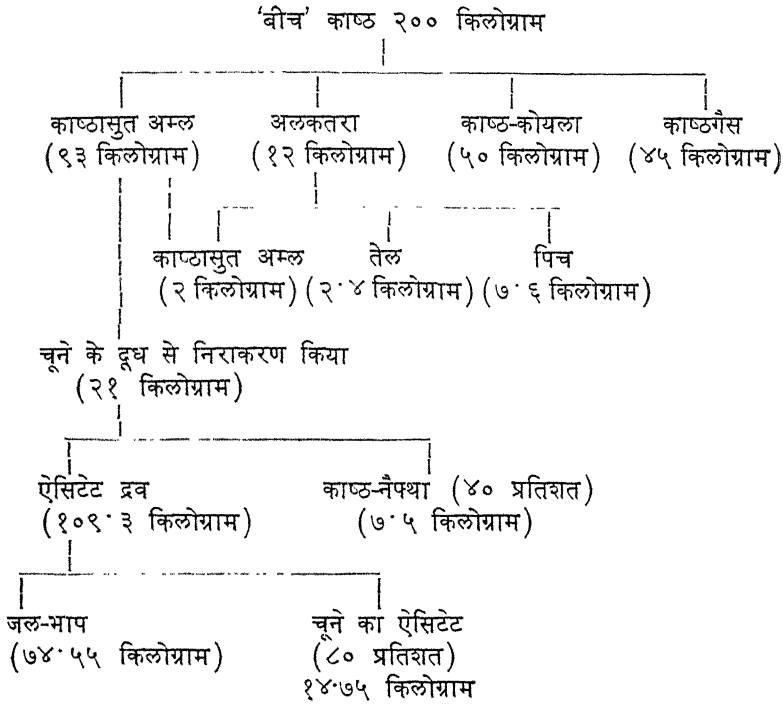 ‘बीच’ काष्ठ २०० किलोग्राम
काष्ठासुत अम्ल अलकतरा काष्ठ-कोयला काष्ठगैस
(९३ किलोग्राम) (१२ किलोग्राम) (५० किलोग्राम) (४५ किलोग्राम)
काष्ठासुत अम्ल तेल पिच
(२ किलोग्राम) (२·४ किलोग्राम) (७·६ किलोग्राम)
चूने के दूध से निराकरण किया
(२१ किलोग्राम)
ऐसिटेट द्रव काष्ठ-नैफ्था (४० प्रतिशत)
(१०९·३ किलोग्राम) (७·५ किलोग्राम)
जल-भाप चूने का ऐसिटेट
(७४·५५ किलोग्राम) (८० प्रतिशत)
१४·७५ किलोग्राम